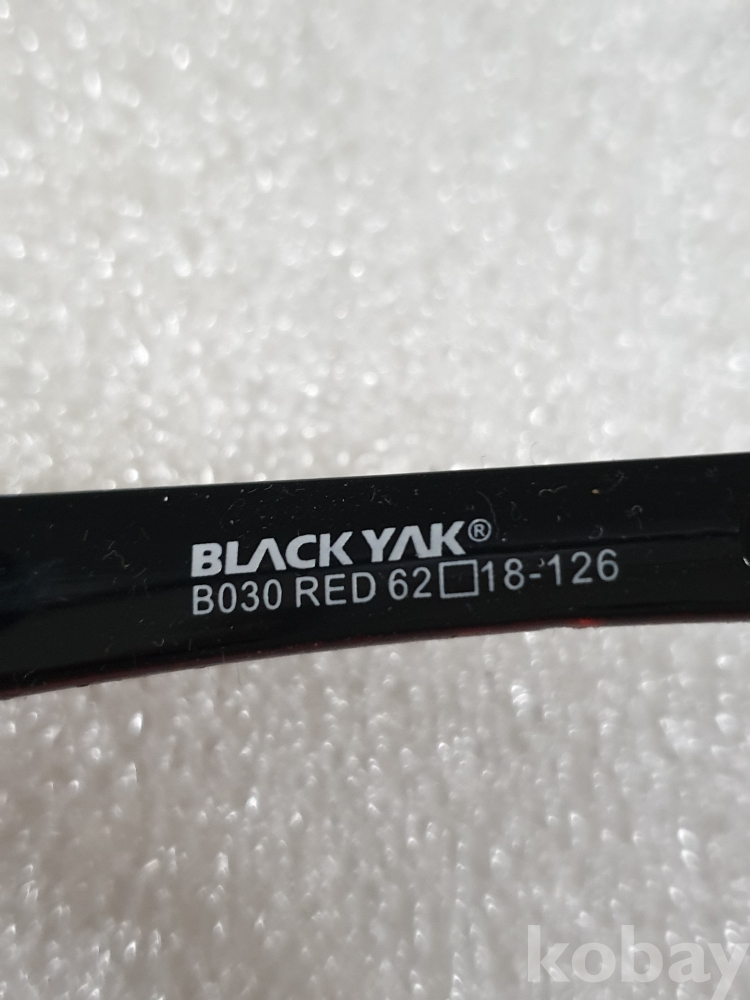 BLACK YAK®
B030 RED 62□18-126
kobay